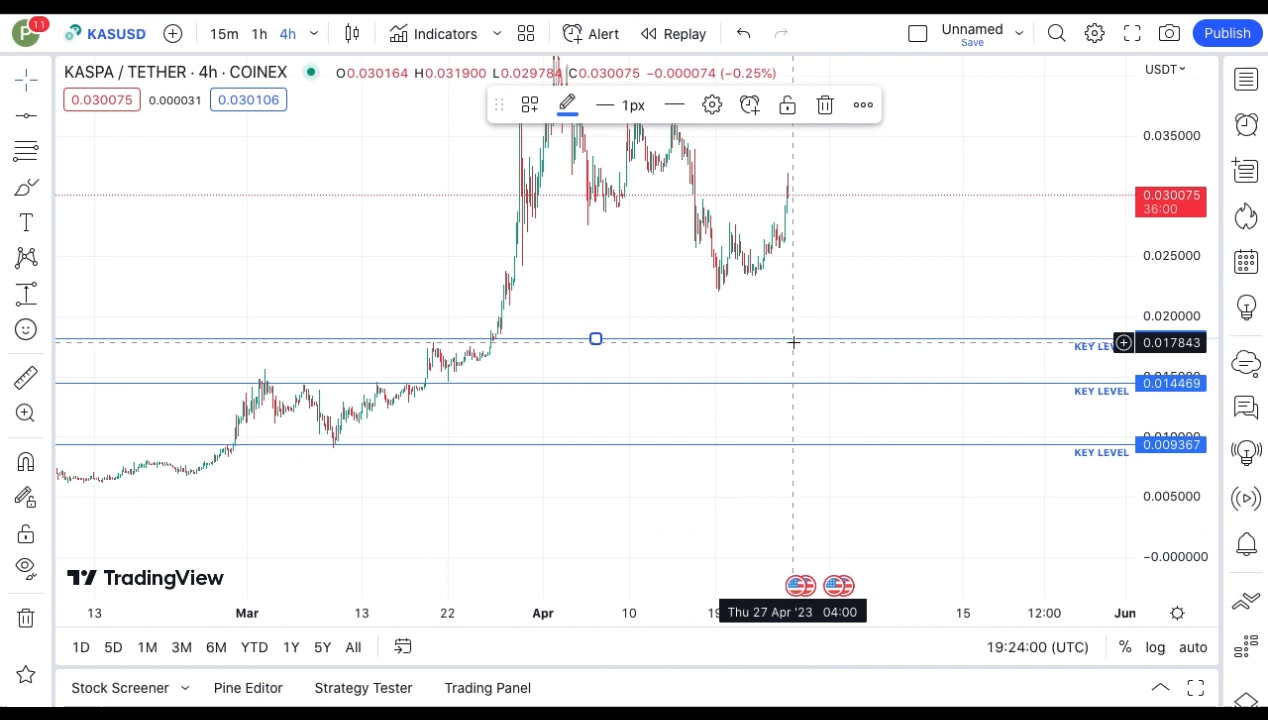 P 11 KASUSD 15m 1h 4h Indicators Alert Replay Unnamed Save Publish
KASPA / TETHER · 4h · COINEX O0.030164 H0.031900 L0.029784 C0.030075 −0.000074 (−0.25%) USDT
0.030075 0.000031 0.030106
1px
0.035000
0.030075
36:00
0.025000
0.020000
KEY LEV 0.017843
0.014469
KEY LEVEL
0.009367
KEY LEVEL
0.005000
−0.000000
TradingView
13 Mar 13 22 Apr 10 Thu 27 Apr '23 04:00 15 12:00 Jun
1D 5D 1M 3M 6M YTD 1Y 5Y All 19:24:00 (UTC) % log auto
Stock Screener Pine Editor Strategy Tester Trading Panel